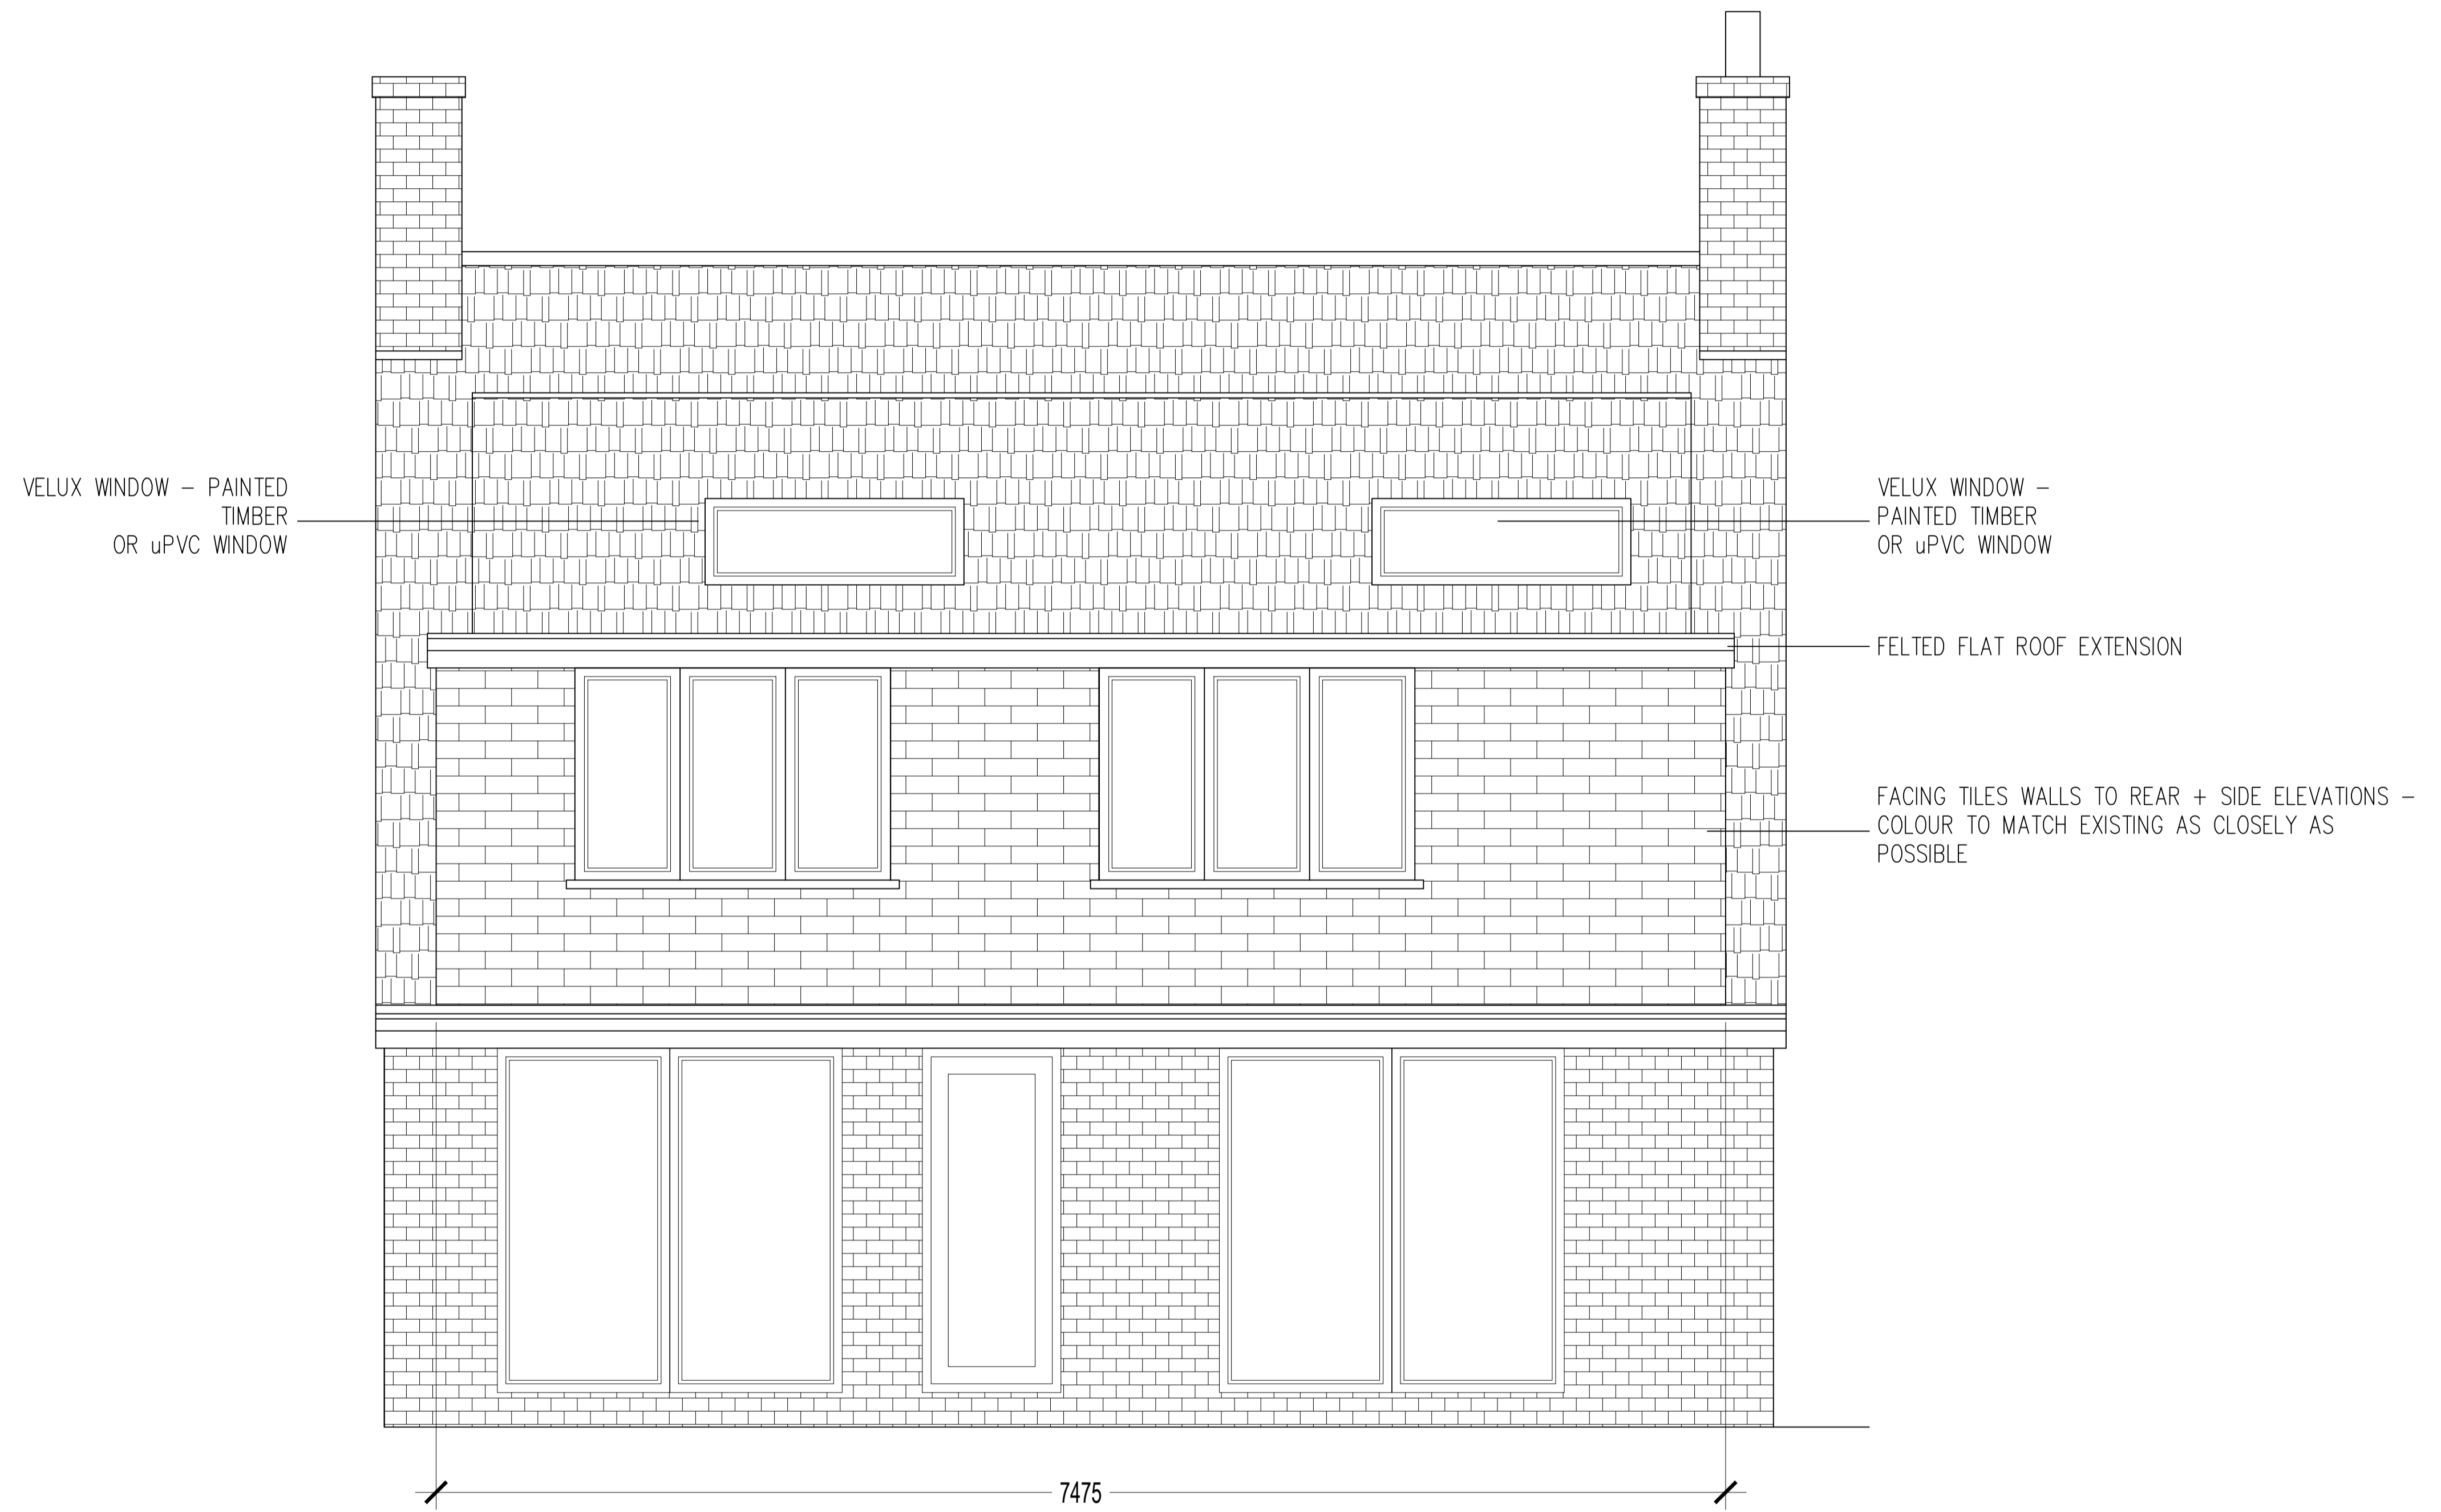 VELUX WINDOW – PAINTED
TIMBER
OR uPVC WINDOW
VELUX WINDOW –
PAINTED TIMBER
OR uPVC WINDOW
FELTED FLAT ROOF EXTENSION
FACING TILES WALLS TO REAR + SIDE ELEVATIONS –
COLOUR TO MATCH EXISTING AS CLOSELY AS
POSSIBLE
7475